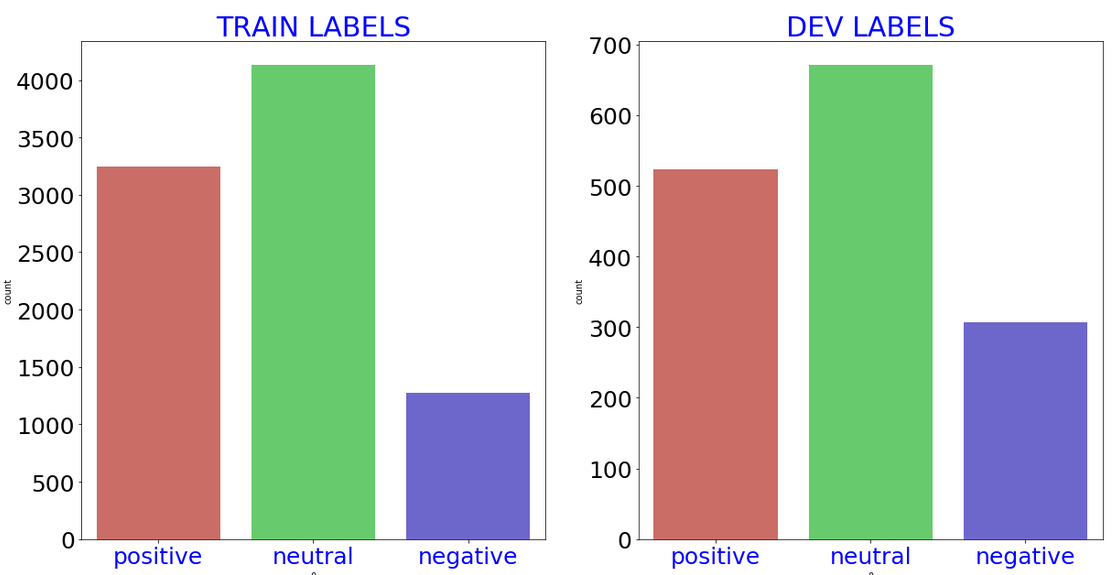 TRAIN LABELS
4000
3500
3000
2500
2000
1500
1000
500
0
count
positive neutral negative
DEV LABELS
700
600
500
400
300
200
100
0
count
positive neutral negative